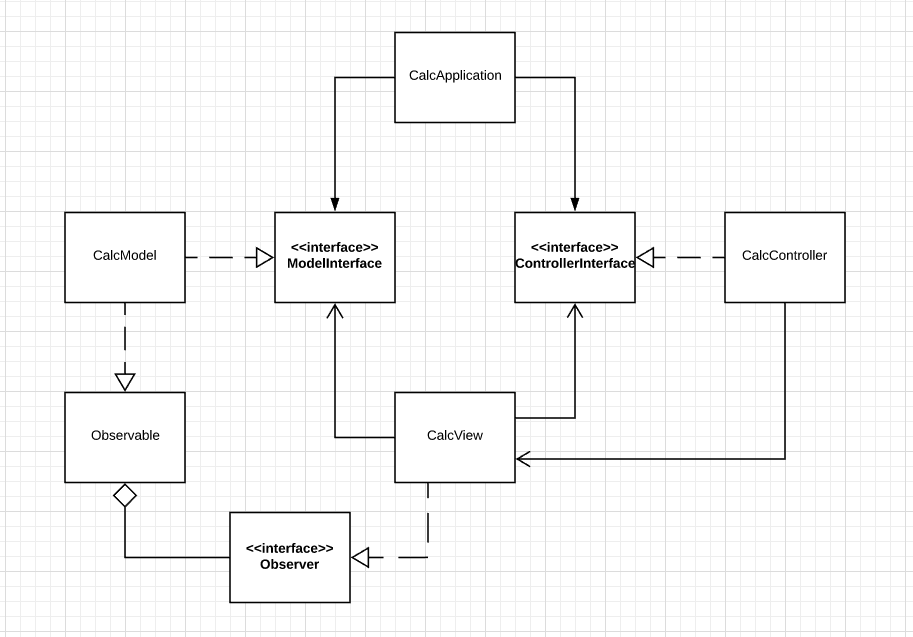 CalcApplication
CalcModel
<<interface>>
ModelInterface
<<interface>>
ControllerInterface
CalcController
Observable
CalcView
<<interface>>
Observer